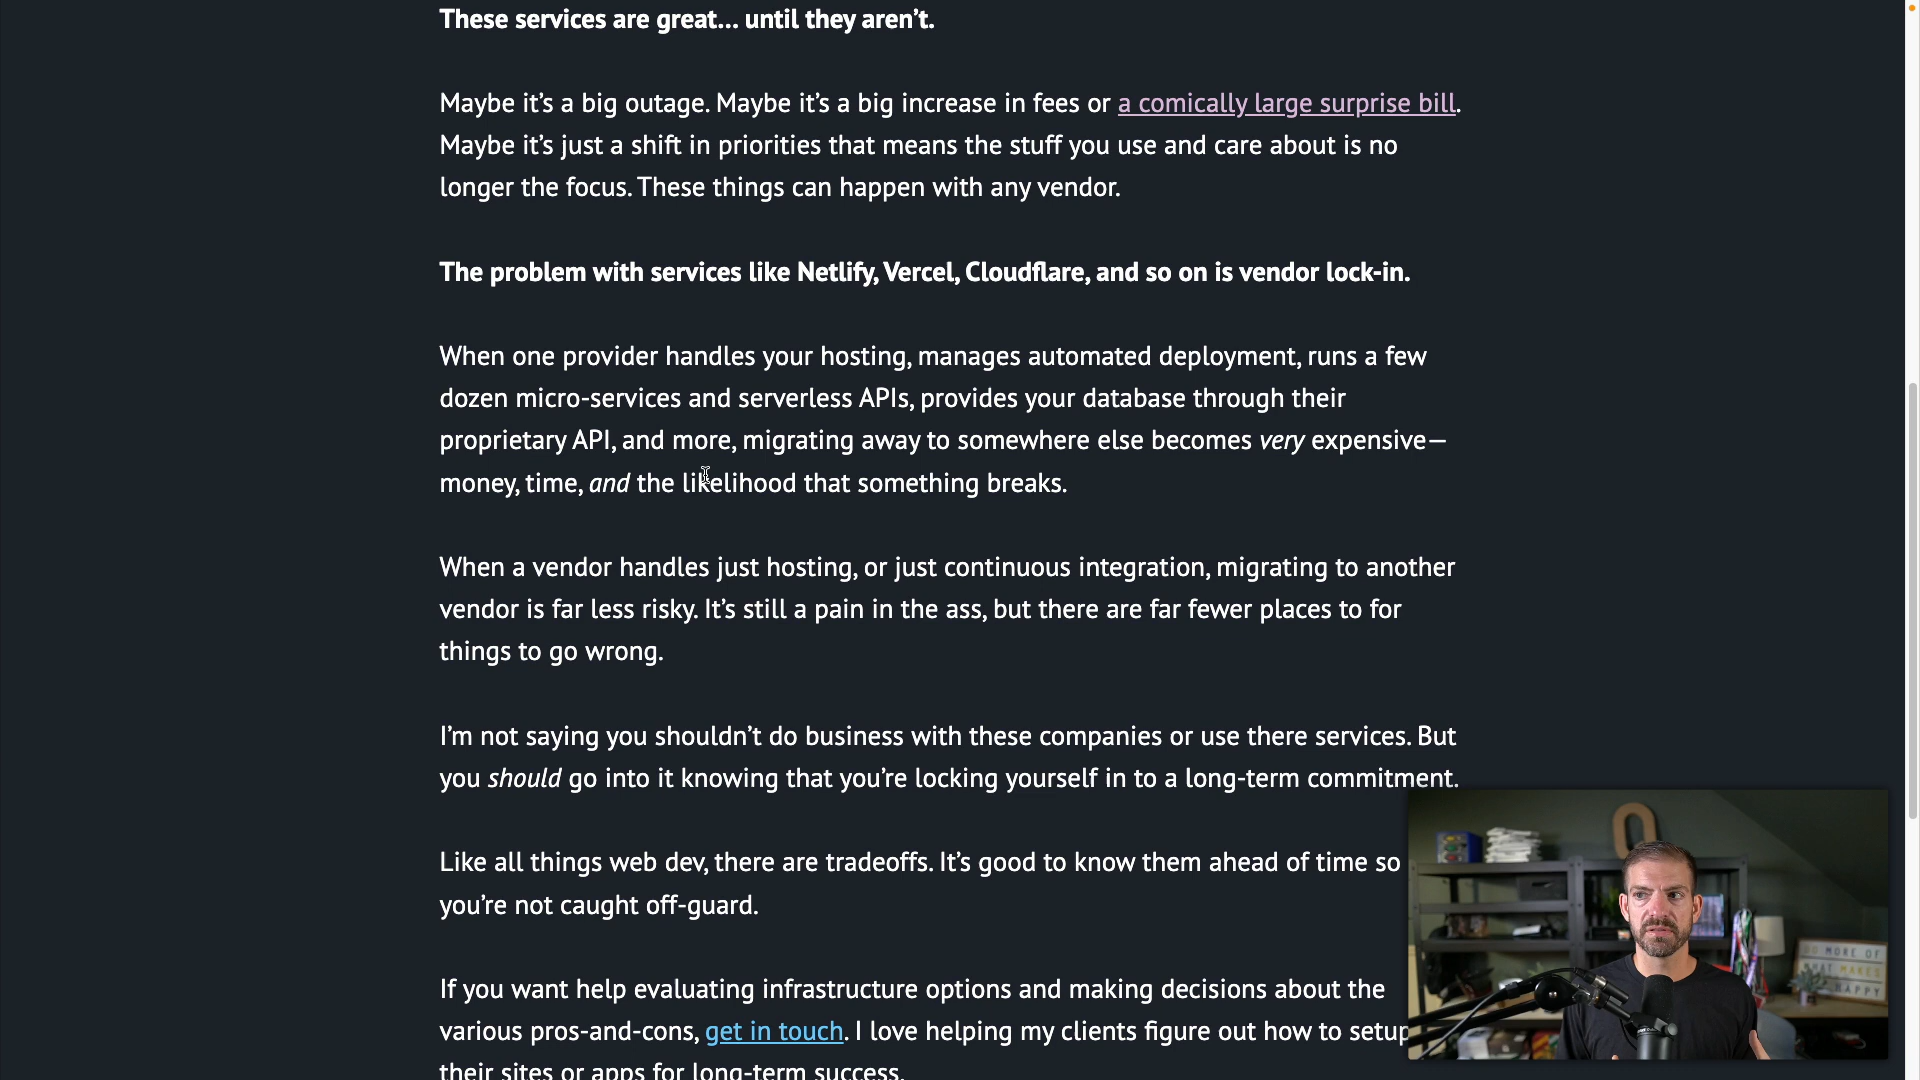 These services are great… until they aren’t.
Maybe it’s a big outage. Maybe it’s a big increase in fees or a comically large surprise bill.
Maybe it’s just a shift in priorities that means the stuff you use and care about is no
longer the focus. These things can happen with any vendor.
The problem with services like Netlify, Vercel, Cloudflare, and so on is vendor lock-in.
When one provider handles your hosting, manages automated deployment, runs a few
dozen micro-services and serverless APIs, provides your database through their
proprietary API, and more, migrating away to somewhere else becomes very expensive—
money, time, and the likelihood that something breaks.
When a vendor handles just hosting, or just continuous integration, migrating to another
vendor is far less risky. It’s still a pain in the ass, but there are far fewer places to for
things to go wrong.
I’m not saying you shouldn’t do business with these companies or use there services. But
you should go into it knowing that you’re locking yourself in to a long-term commitment.
Like all things web dev, there are tradeoffs. It’s good to know them ahead of time so
you’re not caught off-guard.
If you want help evaluating infrastructure options and making decisions about the
various pros-and-cons, get in touch. I love helping my clients figure out how to setup
their sites or apps for long-term success.
DO MORE OF
WHAT MAKES
HAPPY